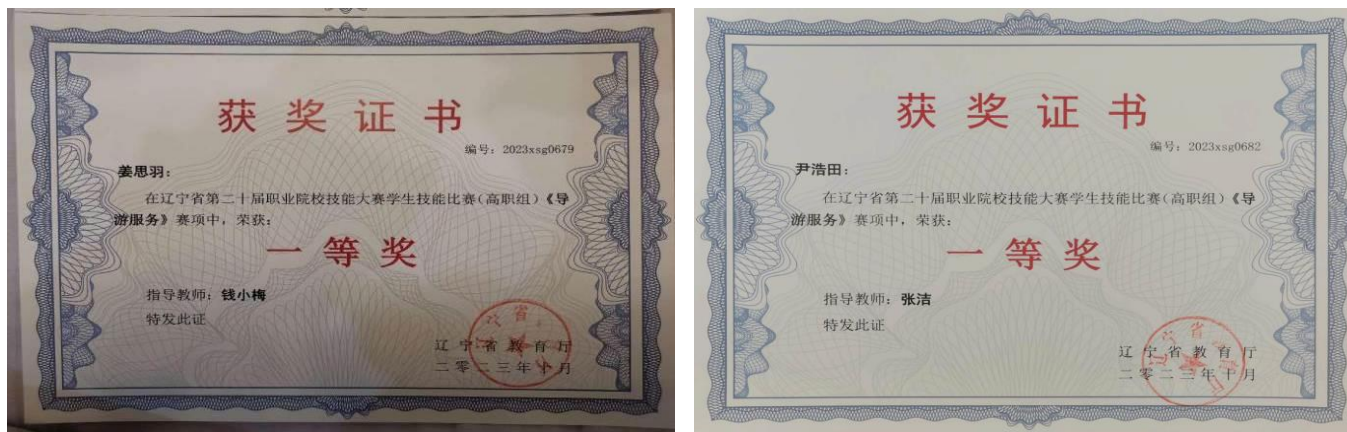 获奖证书
编号：2023xsg0679
姜思羽：
在辽宁省第二十届职业院校技能大赛学生技能比赛（高职组）《导
游服务》赛项中，荣获：
一等奖
指导教师：钱小梅
特发此证
辽宁省教育厅
二零二三年十月
获奖证书
编号：2023xsg0682
尹浩田：
在辽宁省第二十届职业院校技能大赛学生技能比赛（高职组）《导
游服务》赛项中，荣获：
一等奖
指导教师：张洁
特发此证
辽宁省教育厅
二零二三年十月